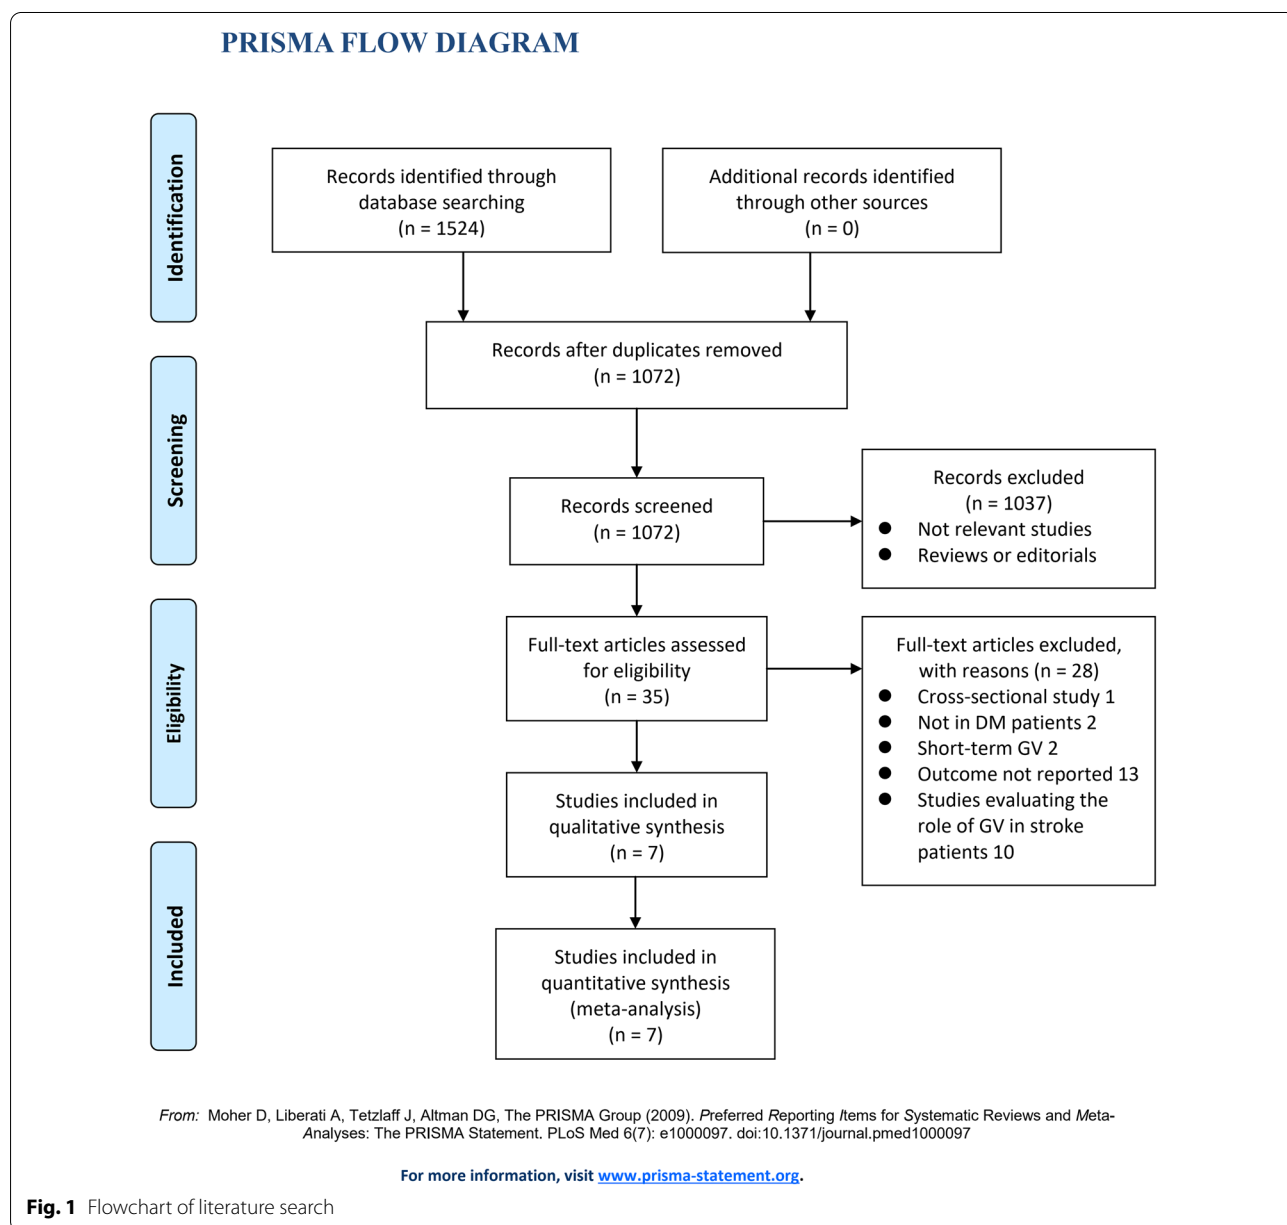 PRISMA FLOW DIAGRAM
Identification
Records identified through
database searching
(n = 1524)
Additional records identified
through other sources
(n = 0)
Records after duplicates removed
(n = 1072)
Screening
Records screened
(n = 1072)
Records excluded
(n = 1037)
● Not relevant studies
● Reviews or editorials
Eligibility
Full-text articles assessed
for eligibility
(n = 35)
Full-text articles excluded,
with reasons (n = 28)
● Cross-sectional study 1
● Not in DM patients 2
● Short-term GV 2
● Outcome not reported 13
● Studies evaluating the
role of GV in stroke
patients 10
Studies included in
qualitative synthesis
(n = 7)
Included
Studies included in
quantitative synthesis
(meta-analysis)
(n = 7)
From: Moher D, Liberati A, Tetzlaff J, Altman DG, The PRISMA Group (2009). Preferred Reporting Items for Systematic Reviews and Meta-
Analyses: The PRISMA Statement. PLoS Med 6(7): e1000097. doi:10.1371/journal.pmed1000097
For more information, visit www.prisma-statement.org.
Fig. 1 Flowchart of literature search